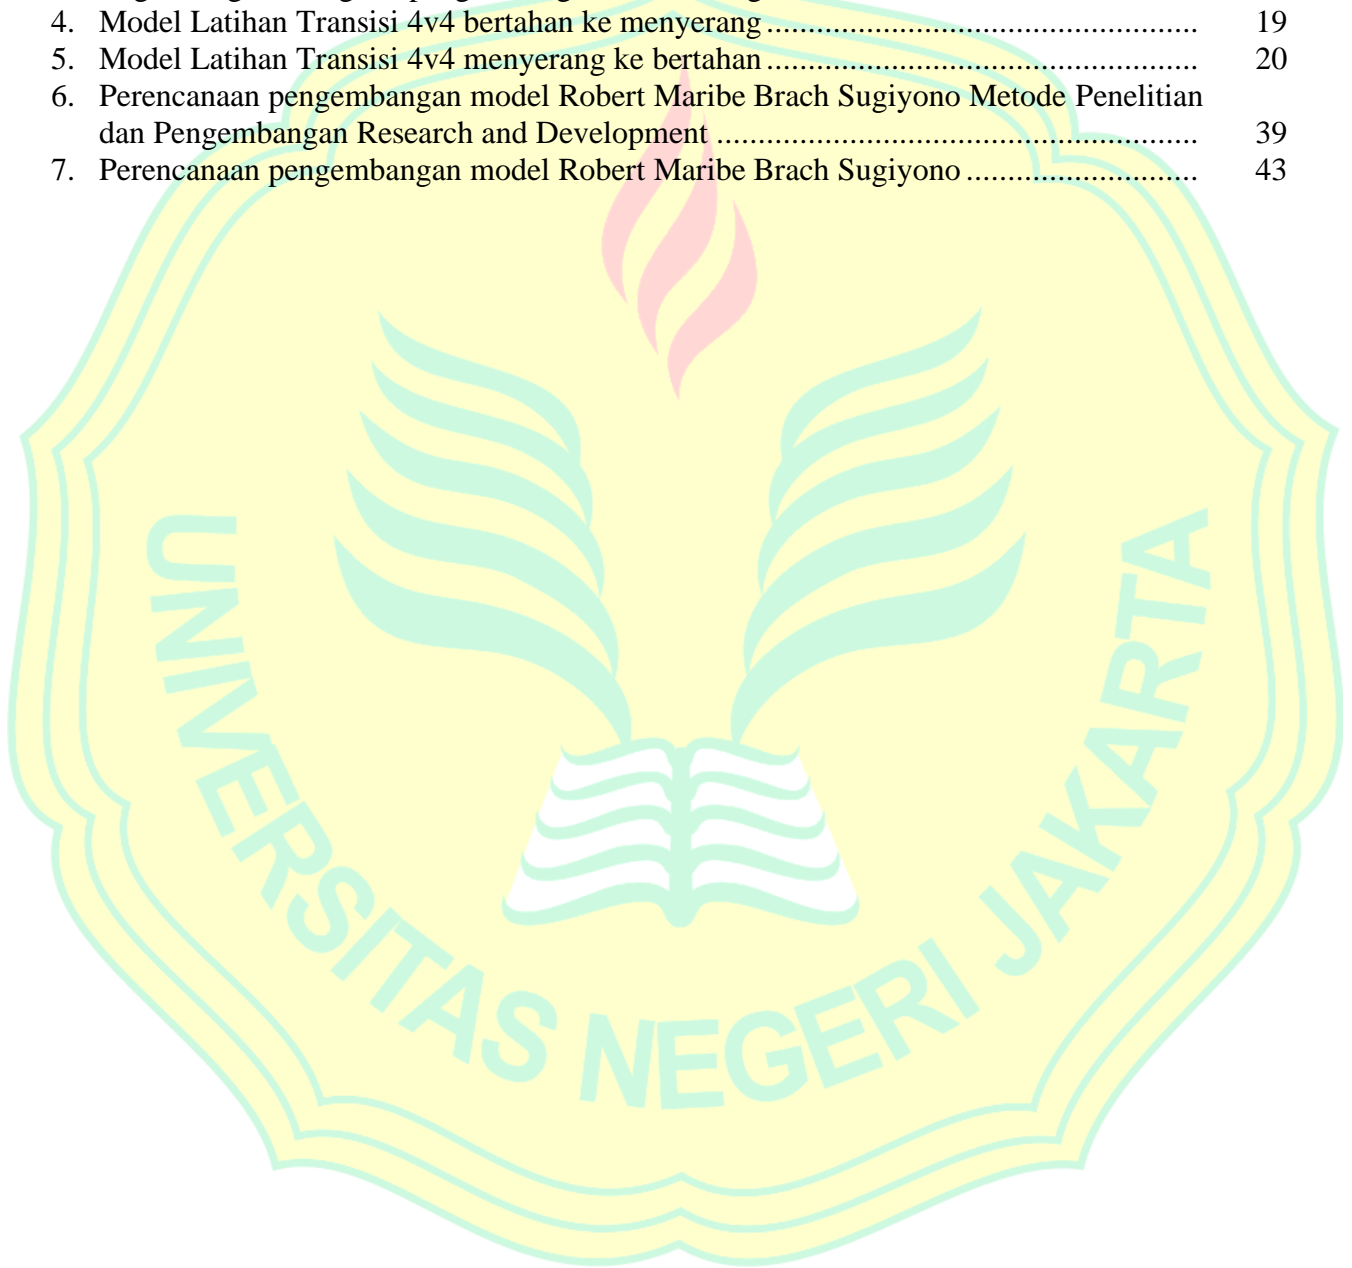 4. Model Latihan Transisi 4v4 bertahan ke menyerang .................................................... 19
5. Model Latihan Transisi 4v4 menyerang ke bertahan .................................................... 20
6. Perencanaan pengembangan model Robert Maribe Brach Sugiyono Metode Penelitian
dan Pengembangan Research and Development .......................................................... 39
7. Perencanaan pengembangan model Robert Maribe Brach Sugiyono ............................ 43
UNIVERSITAS NEGERI JAKARTA